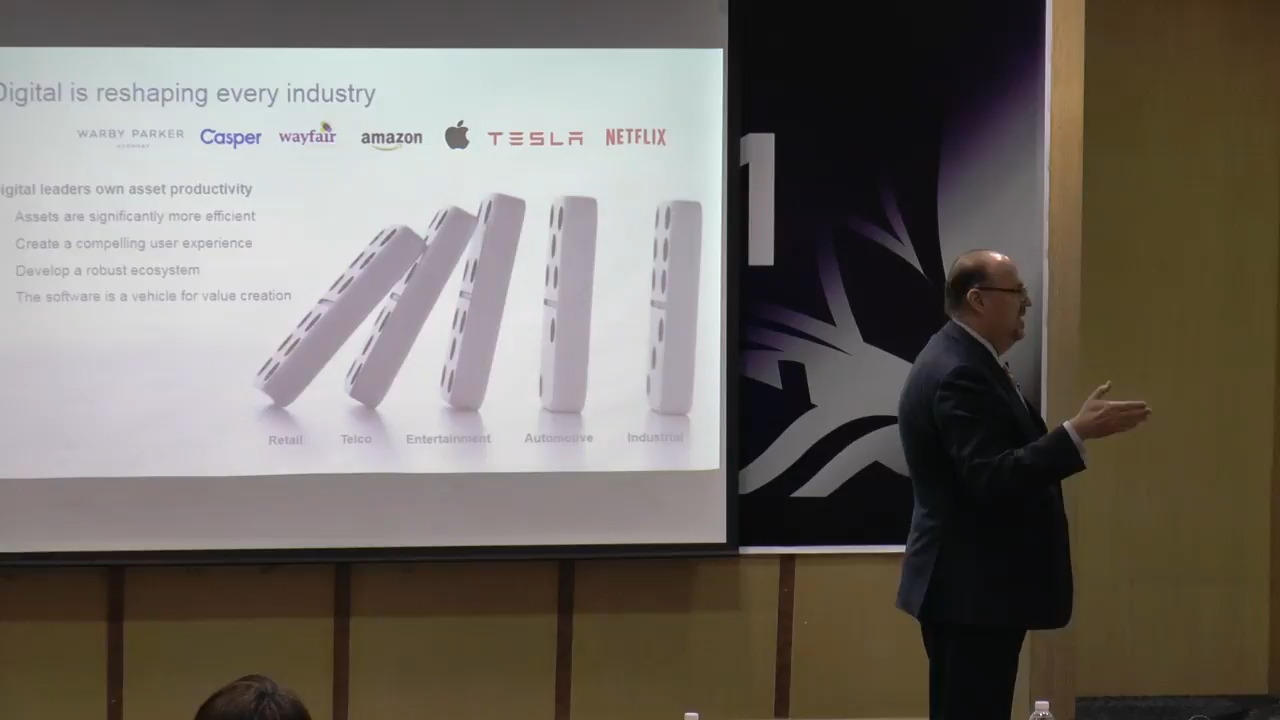 Digital is reshaping every industry
WARBY PARKER Casper wayfair amazon TESLA NETFLIX
igital leaders own asset productivity
Assets are significantly more efficient
Create a compelling user experience
Develop a robust ecosystem
The software is a vehicle for value creation
Retail Telco Entertainment Automotive Industrial
1